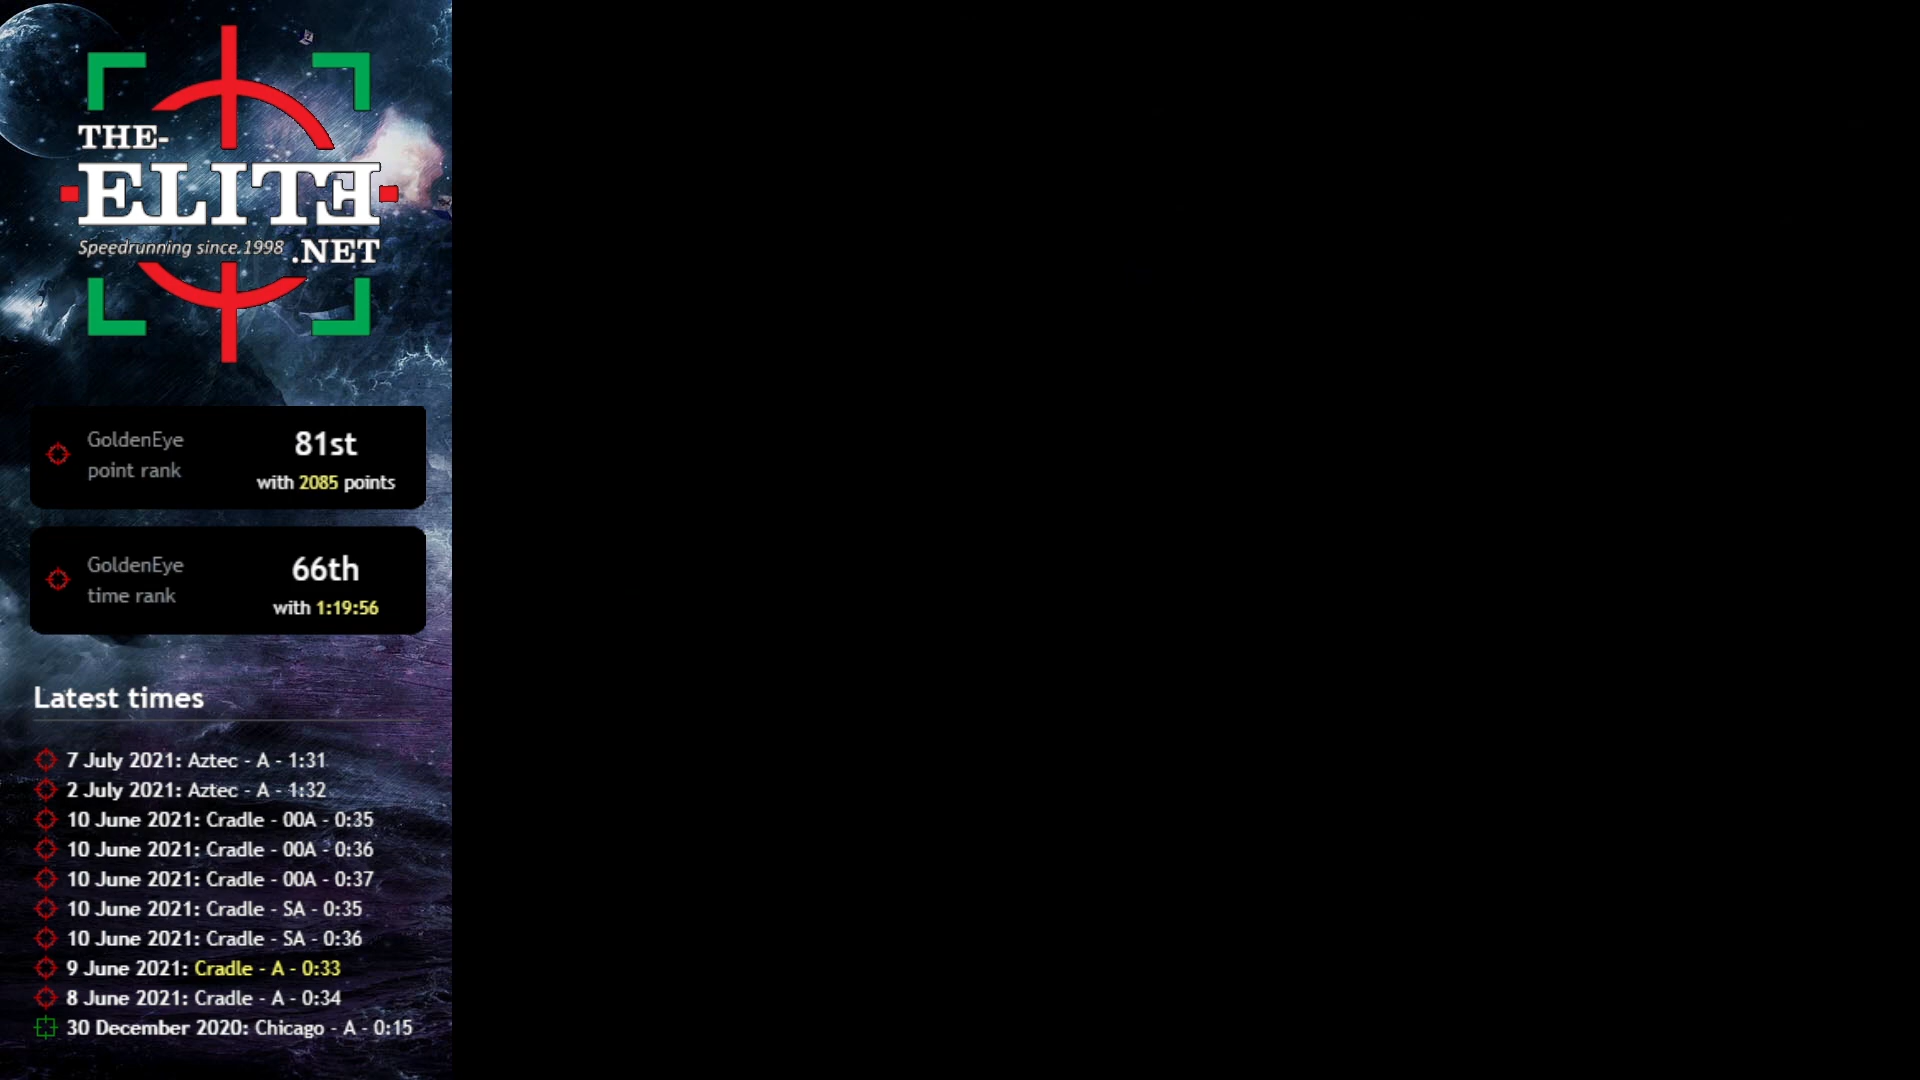 THE-
ELITE
Speedrunning since 1998 .NET
GoldenEye
point rank
81st
with 2085 points
GoldenEye
time rank
66th
with 1:19:56
Latest times
7 July 2021: Aztec - A - 1:31
2 July 2021: Aztec - A - 1:32
10 June 2021: Cradle - 00A - 0:35
10 June 2021: Cradle - 00A - 0:36
10 June 2021: Cradle - 00A - 0:37
10 June 2021: Cradle - SA - 0:35
10 June 2021: Cradle - SA - 0:36
9 June 2021: Cradle - A - 0:33
8 June 2021: Cradle - A - 0:34
30 December 2020: Chicago - A - 0:15